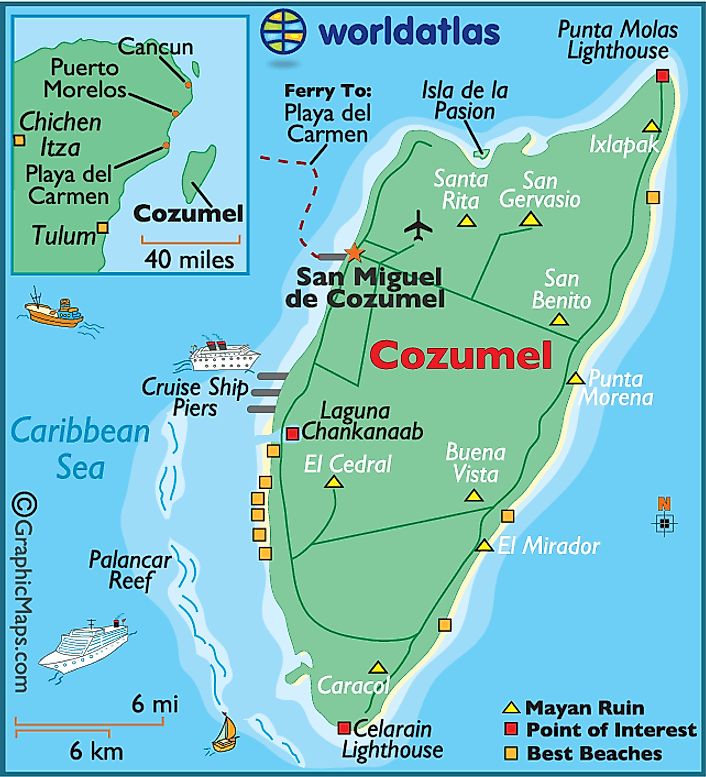 worldatlas
Punta Molas
Lighthouse
Cancun
Puerto
Morelos
Chichen
Itza
Playa del
Carmen
Cozumel
Tulum
40 miles
Ferry To:
Playa del
Carmen
Isla de la
Pasion
Ixlapak
Santa
Rita
San
Gervasio
San Miguel
de Cozumel
San
Benito
Cozumel
Cruise Ship
Piers
Punta
Morena
Laguna
Chankanaab
Caribbean
Sea
El Cedral
Buena
Vista
N
El Mirador
Palancar
Reef
©GraphicMaps.com
Caracol
6 mi
6 km
Celarain
Lighthouse
Mayan Ruin
Point of Interest
Best Beaches